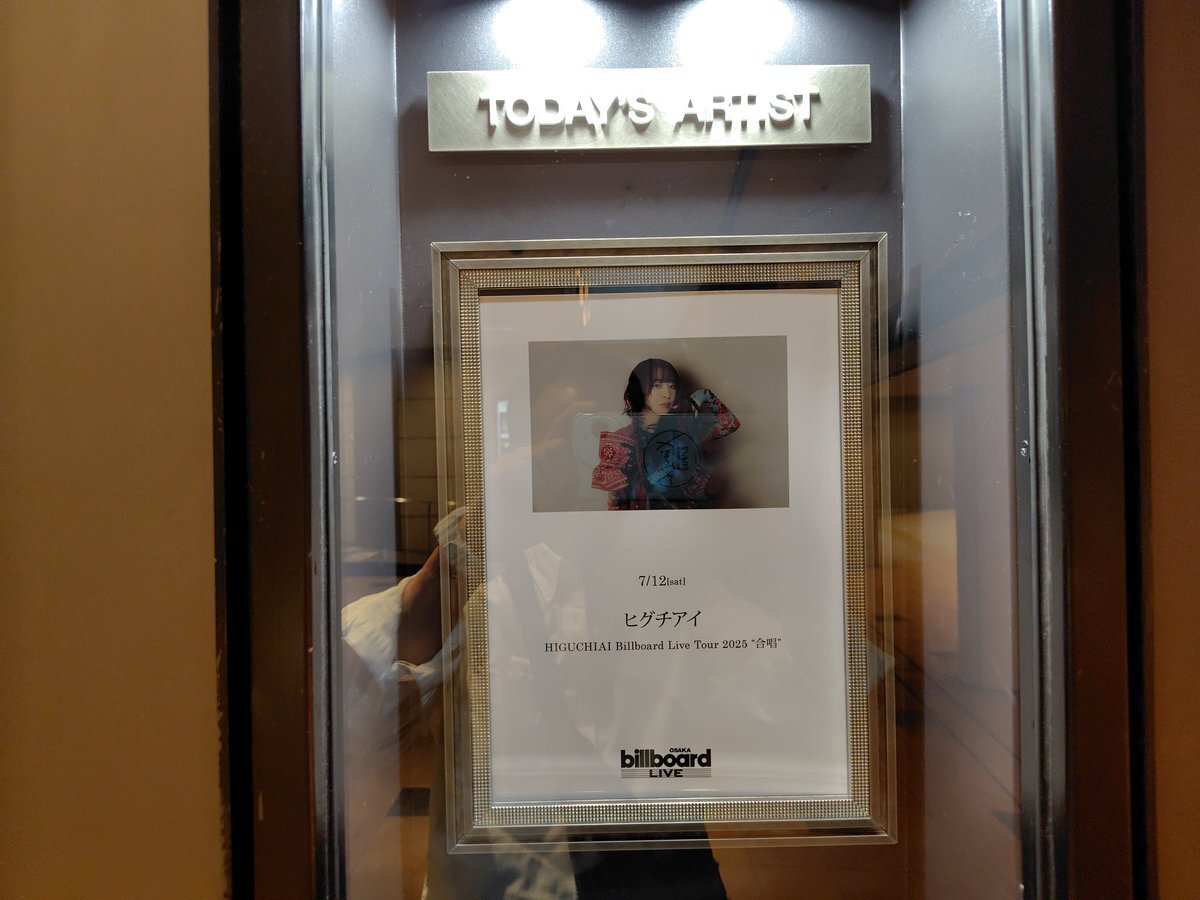 TODAY'S ARTIST
7/12[sat]
ヒグチアイ
HIGUCHIAI Billboard Live Tour 2025 "合唱"
OSAKA
billboard
LIVE